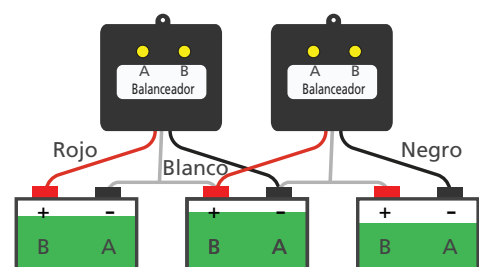 A B
Balanceador
A B
Balanceador
Rojo
Blanco
Negro
+ -
B A
+ -
B A
+ -
B A